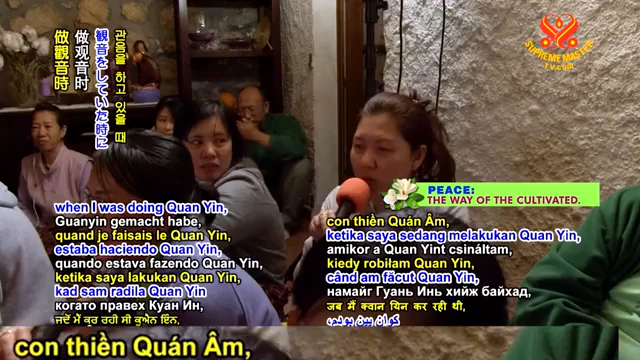 做觀音時
做观音时
観音をしていた時に
관음을 하고 있을 때
SUPREME MASTER
TV.com
PEACE:
THE WAY OF THE CULTIVATED.
when I was doing Quan Yin,
Guanyin gemacht habe,
quand je faisais le Quan Yin,
estaba haciendo Quan Yin,
quando estava fazendo Quan Yin,
ketika saya lakukan Quan Yin,
kad sam radila Quan Yin
когато правех Куан Ин,
ਜਦੋਂ ਮੈਂ ਕੁਰ ਰਹੀ ਸੀ ਕੁਐਨ ਇੰਨ,
con thiền Quán Âm,
ketika saya sedang melakukan Quan Yin,
amikor a Quan Yint csináltam,
kiedy robiłam Quan Yin,
când am făcut Quan Yin,
намайг Гуань Инь хийж байхад,
जब मैं क्वान यिन कर रही थी,
con thiền Quán Âm,